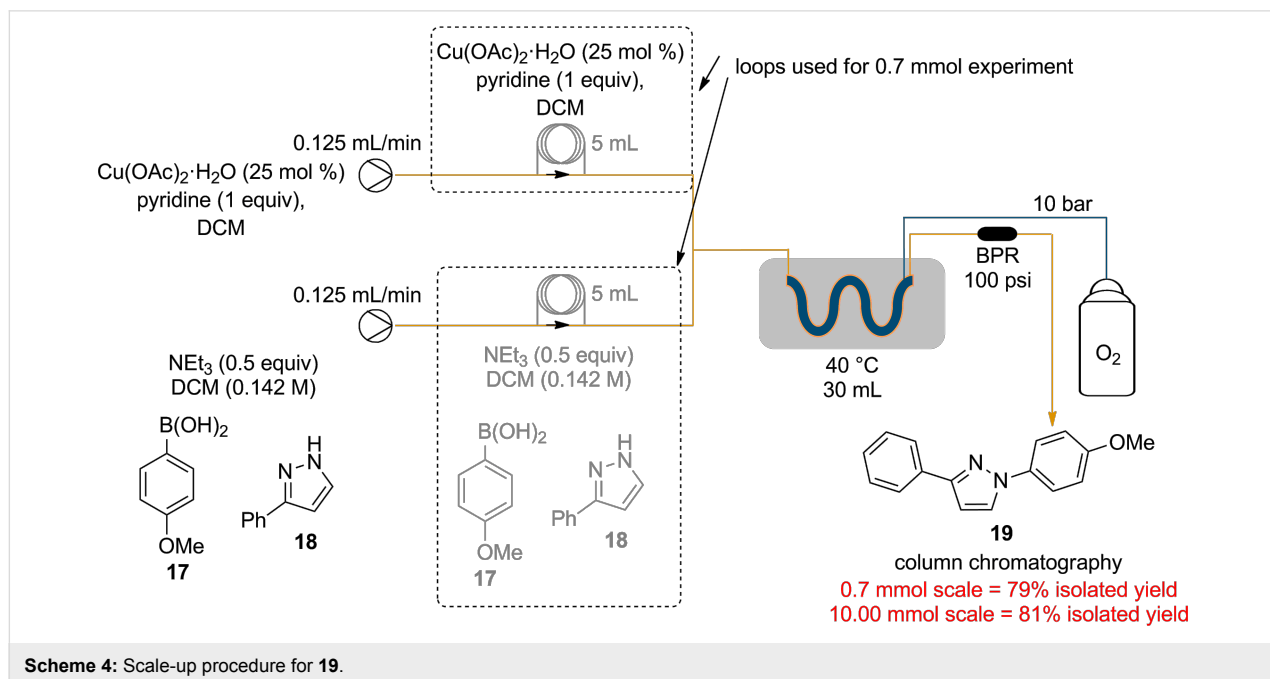 Cu(OAc)₂·H₂O (25 mol %)
pyridine (1 equiv),
DCM
5 mL
loops used for 0.7 mmol experiment
0.125 mL/min
Cu(OAc)₂·H₂O (25 mol %)
pyridine (1 equiv),
DCM
0.125 mL/min
5 mL
NEt₃ (0.5 equiv)
DCM (0.142 M)
B(OH)₂
OMe
17
H
N
N
Ph
18
NEt₃ (0.5 equiv)
DCM (0.142 M)
B(OH)₂
OMe
17
H
N
N
Ph
18
40 °C
30 mL
10 bar
BPR
100 psi
O₂
N
N
OMe
19
column chromatography
0.7 mmol scale = 79% isolated yield
10.00 mmol scale = 81% isolated yield
Scheme 4: Scale-up procedure for 19.